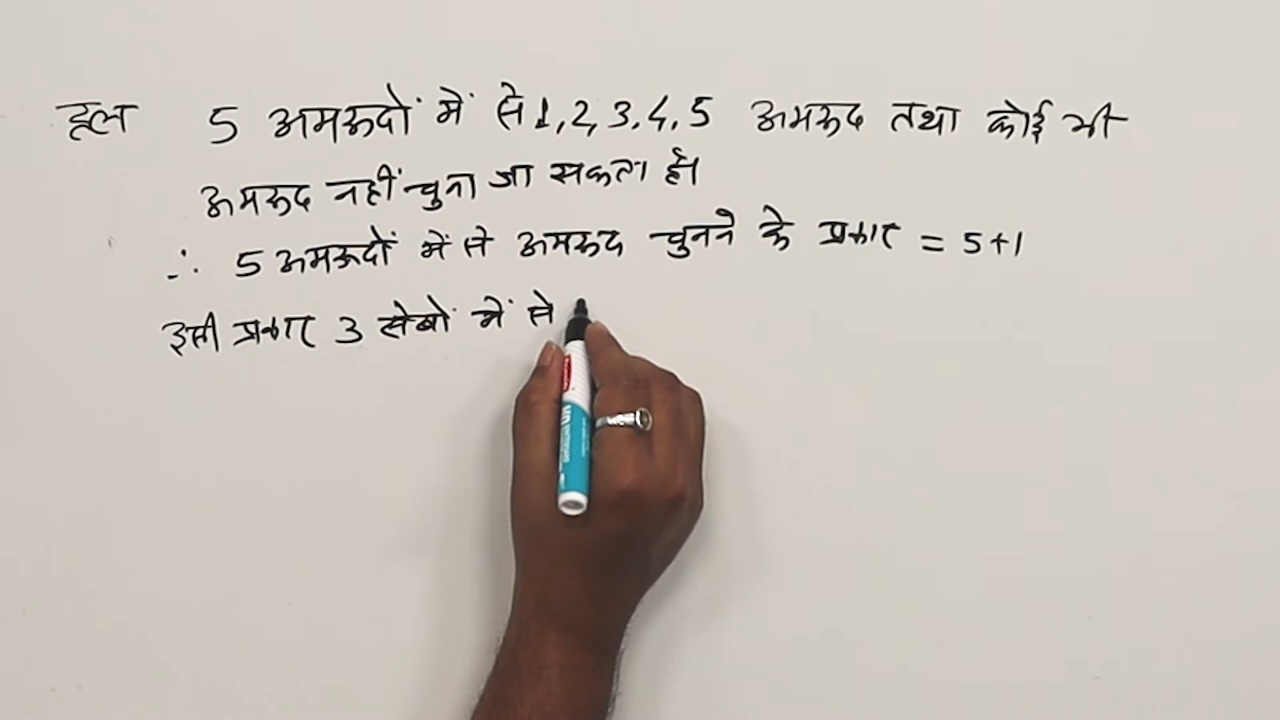 हल 5 अमरूदों में से 1, 2, 3, 4, 5 अमरूद तथा कोई भी
अमरूद नहीं चुना जा सकता है।
∴ 5 अमरूदों में से अमरूद चुनने के प्रकार = 5+1
इसी प्रकार 3 सेबों में से